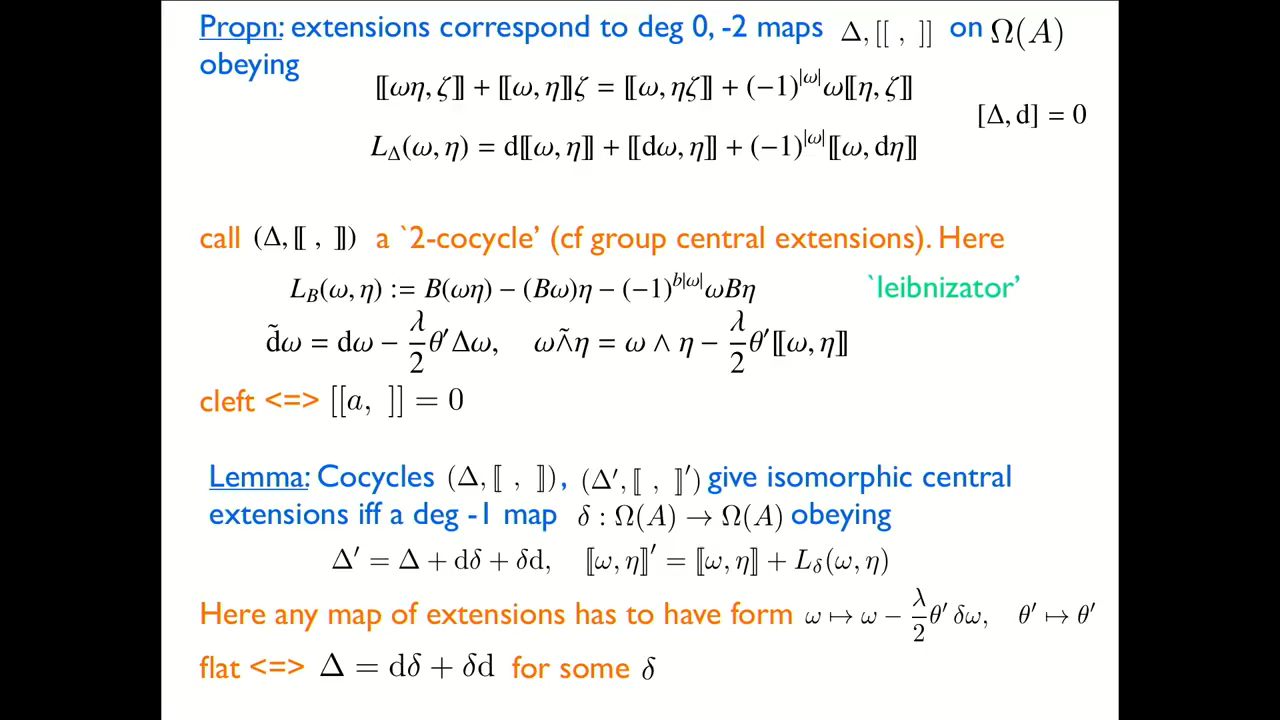 Propn: extensions correspond to deg 0, -2 maps Δ, [[ , ]] on Ω(A)
obeying
⟦ωη, ζ⟧ + ⟦ω, η⟧ζ = ⟦ω, ηζ⟧ + (−1)^{|ω|}ω⟦η, ζ⟧
[Δ, d] = 0
L_Δ(ω, η) = d⟦ω, η⟧ + ⟦dω, η⟧ + (−1)^{|ω|}⟦ω, dη⟧
call (Δ, ⟦ , ⟧) a `2-cocycle' (cf group central extensions). Here
L_B(ω, η) := B(ωη) − (Bω)η − (−1)^{b|ω|}ωBη `leibnizator'
d̃ω = dω − λ/2 θ′Δω, ω∧̃η = ω ∧ η − λ/2 θ′⟦ω, η⟧
cleft <=> [[a, ]] = 0
Lemma: Cocycles (Δ, ⟦ , ⟧), (Δ′, ⟦ , ⟧′) give isomorphic central
extensions iff a deg -1 map δ : Ω(A) → Ω(A) obeying
Δ′ = Δ + dδ + δd, ⟦ω, η⟧′ = ⟦ω, η⟧ + L_δ(ω, η)
Here any map of extensions has to have form ω ↦ ω − λ/2 θ′ δω, θ′ ↦ θ′
flat <=> Δ = dδ + δd for some δ